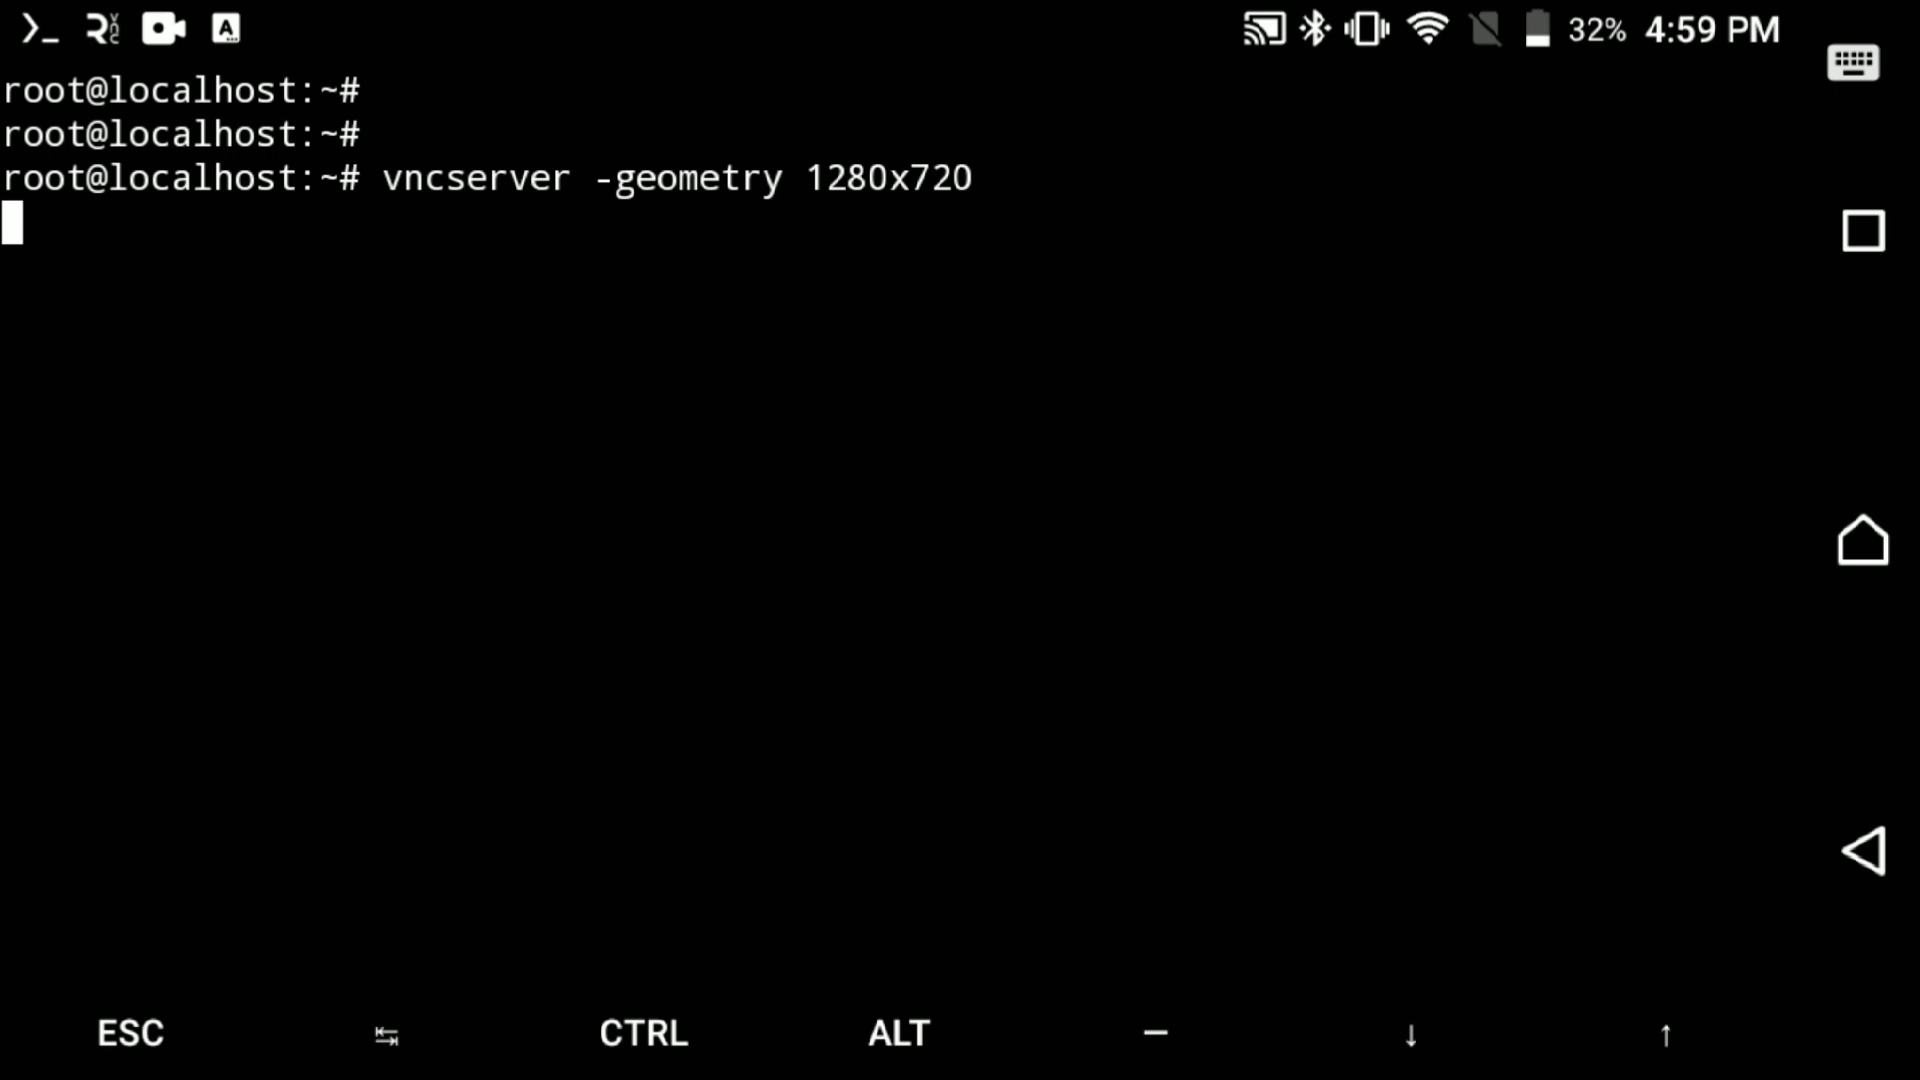 32% 4:59 PM
root@localhost:~#
root@localhost:~#
root@localhost:~# vncserver -geometry 1280x720
ESC ↹ CTRL ALT — ↓ ↑